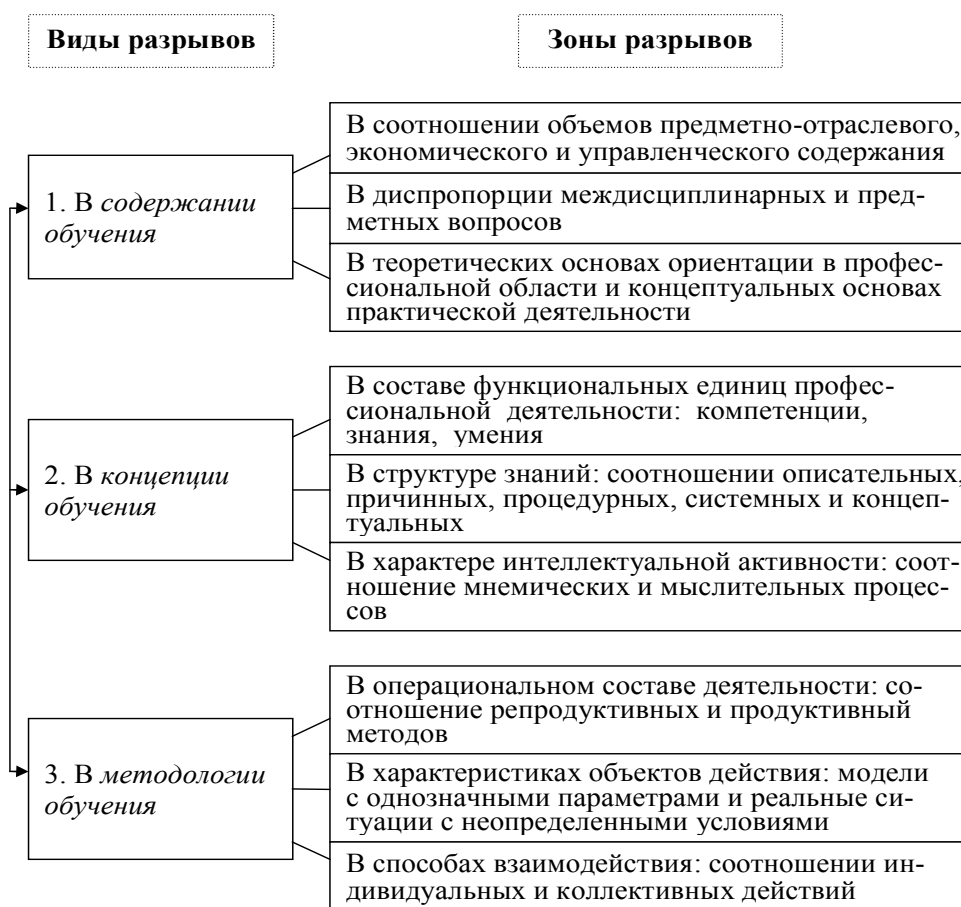 Виды разрывов
Зоны разрывов
1. В содержании
обучения
В соотношении объемов предметно-отраслевого,
экономического и управленческого содержания
В диспропорции междисциплинарных и пред-
метных вопросов
В теоретических основах ориентации в профес-
сиональной области и концептуальных основах
практической деятельности
2. В концепции
обучения
В составе функциональных единиц профес-
сиональной деятельности: компетенции,
знания, умения
В структуре знаний: соотношении описательных,
причинных, процедурных, системных и концеп-
туальных
В характере интеллектуальной активности: соот-
ношение мнемических и мыслительных процес-
сов
3. В методологии
обучения
В операциональном составе деятельности: со-
отношение репродуктивных и продуктивный
методов
В характеристиках объектов действия: модели
с однозначными параметрами и реальные си-
туации с неопределенными условиями
В способах взаимодействия: соотношении ин-
дивидуальных и коллективных действий